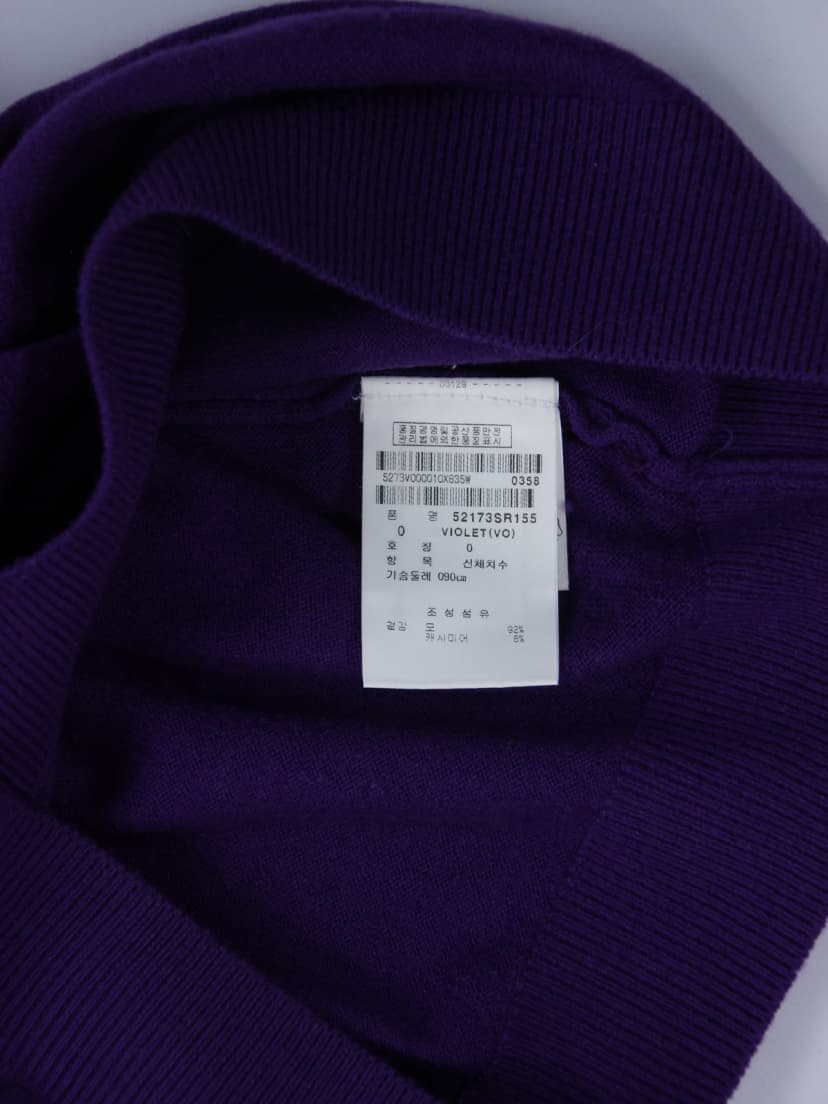 ----- 00129 -----
품질경영및공산품안전
관리법에의한품질표시
5273V000010X835W 0358
품 명 52173SR155
0 VIOLET(VO)
호 칭 0
항 목 신체치수
가슴둘레 090㎝
조성섬유
겉감 모 92%
캐시미어 8%